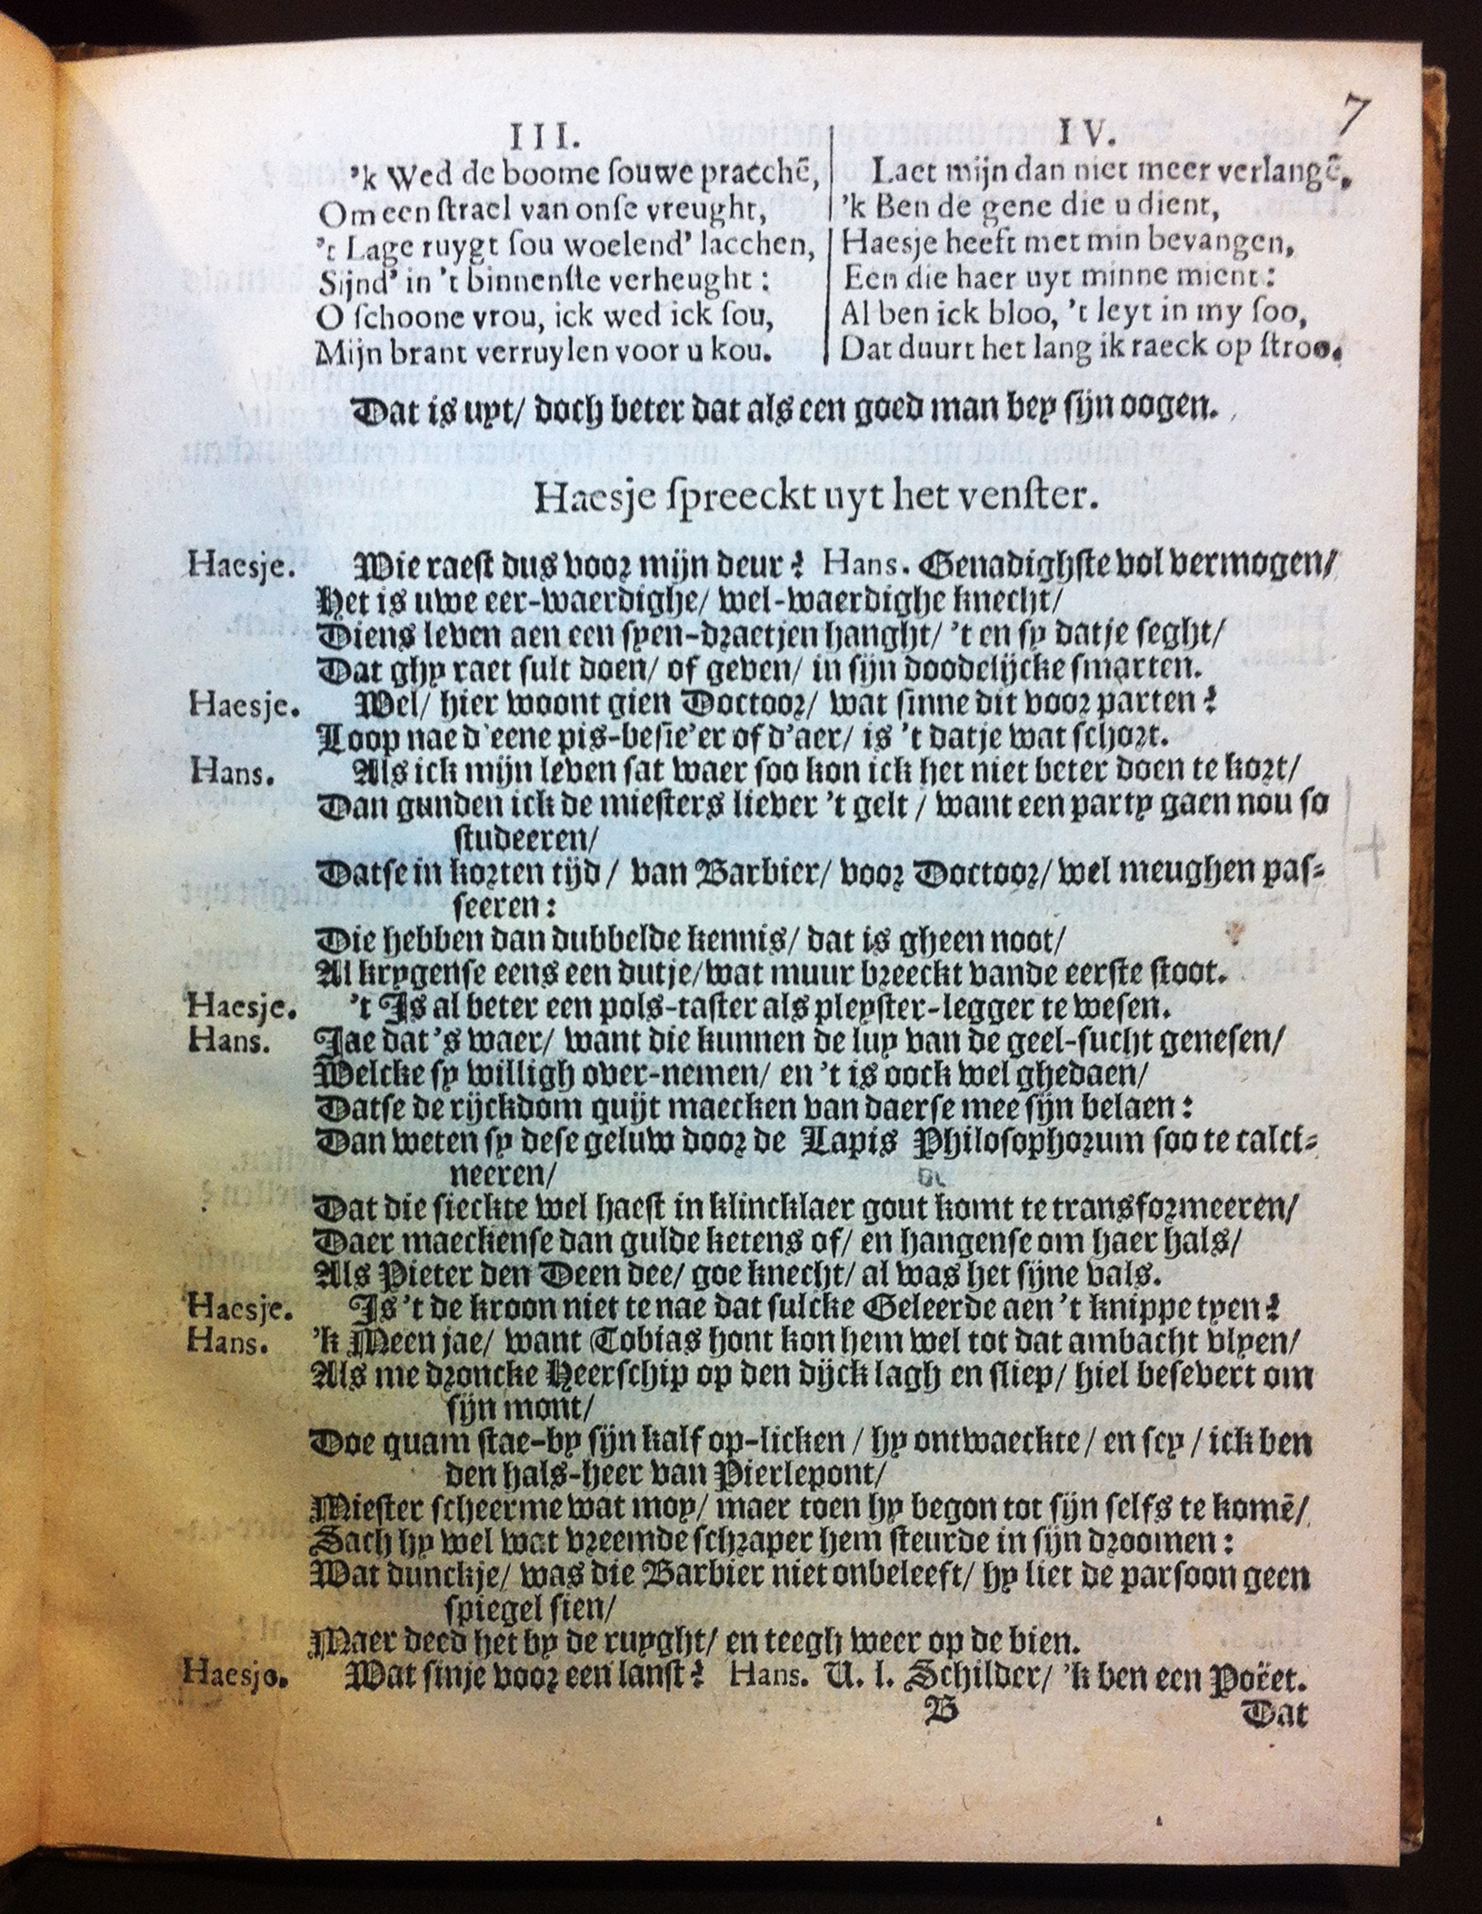 7
III.
'k Wed de boome souwe pracchẽ,
Om een strael van onse vreught,
't Lage ruygt sou woelend' lacchen,
Sijnd' in 't binnenste verheught:
O schoone vrou, ick wed ick sou,
Mijn brant verruylen voor u kou.
IV.
Laet mijn dan niet meer verlangẽ,
'k Ben de gene die u dient,
Haesje heeft met min bevangen,
Een die haer uyt minne mient:
Al ben ick bloo, 't leyt in my soo,
Dat duurt het lang ik raeck op stroo.
Dat is uyt/ doch beter dat als een goed man bey sijn oogen.
Haesje spreeckt uyt het venster.
Haesje. Wie raest dus voor mijn deur? Hans. Genadighste vol vermogen/
Het is uwe eer-waerdighe/ wel-waerdighe knecht/
Diens leven aen een spen-draetjen hanght/ 't en sy datje seght/
Dat ghy raet sult doen/ of geven/ in sijn doodelijcke smarten.
Haesje. Wel/ hier woont gien Doctoor/ wat sinne dit voor parten?
Loop nae d'eene pis-besie'er of d'aer/ is 't datje wat schort.
Hans. Als ick mijn leven sat waer soo kon ick het niet beter doen te kort/
Dan gunden ick de miesters liever 't gelt / want een party gaen nou so
studeeren/
Datse in korten tijd / van Barbier/ voor Doctoor/ wel meughen pas-
seeren:
Die hebben dan dubbelde kennis/ dat is gheen noot/
Al krygense eens een dutje/ wat muur breeckt vande eerste stoot.
Haesje. 't Is al beter een pols-taster als pleyster-legger te wesen.
Hans. Jae dat 's waer/ want die kunnen de luy van de geel-sucht genesen/
Welcke sy willigh over-nemen/ en 't is oock wel ghedaen/
Datse de rijckdom quijt maecken van daerse mee sijn belaen:
Dan weten sy dese geluw door de Lapis Philosophorum soo te calci-
neeren/
Dat die sieckte wel haest in klincklaer gout komt te transformeeren/
Daer maeckense dan gulde ketens of/ en hangense om haer hals/
Als Pieter den Deen dee/ goe knecht/ al was het sijne vals.
Haesje. Is 't de kroon niet te nae dat sulcke Geleerde aen 't knippe tyen?
Hans. 'k Meen jae/ want Tobias hont kon hem wel tot dat ambacht vlyen/
Als me droncke Heerschip op den dijck lagh en sliep/ hiel besevert om
sijn mont/
Doe quam stae-by sijn kalf op-licken / hy ontwaeckte/ en sey / ick ben
den hals-heer van Pierlepont/
Miester scheerme wat moy/ maer toen hy begon tot sijn selfs te komẽ/
Sach hy wel wat vreemde schraper hem steurde in sijn droomen:
Wat dunckje/ was die Barbier niet onbeleeft/ hy liet de parsoon geen
spiegel sien/
Maer deed het by de ruyght/ en teegh weer op de bien.
Haesje. Wat sinje voor een lanst? Hans. U. l. Schilder/ 'k ben een Poëet.
B
Dat